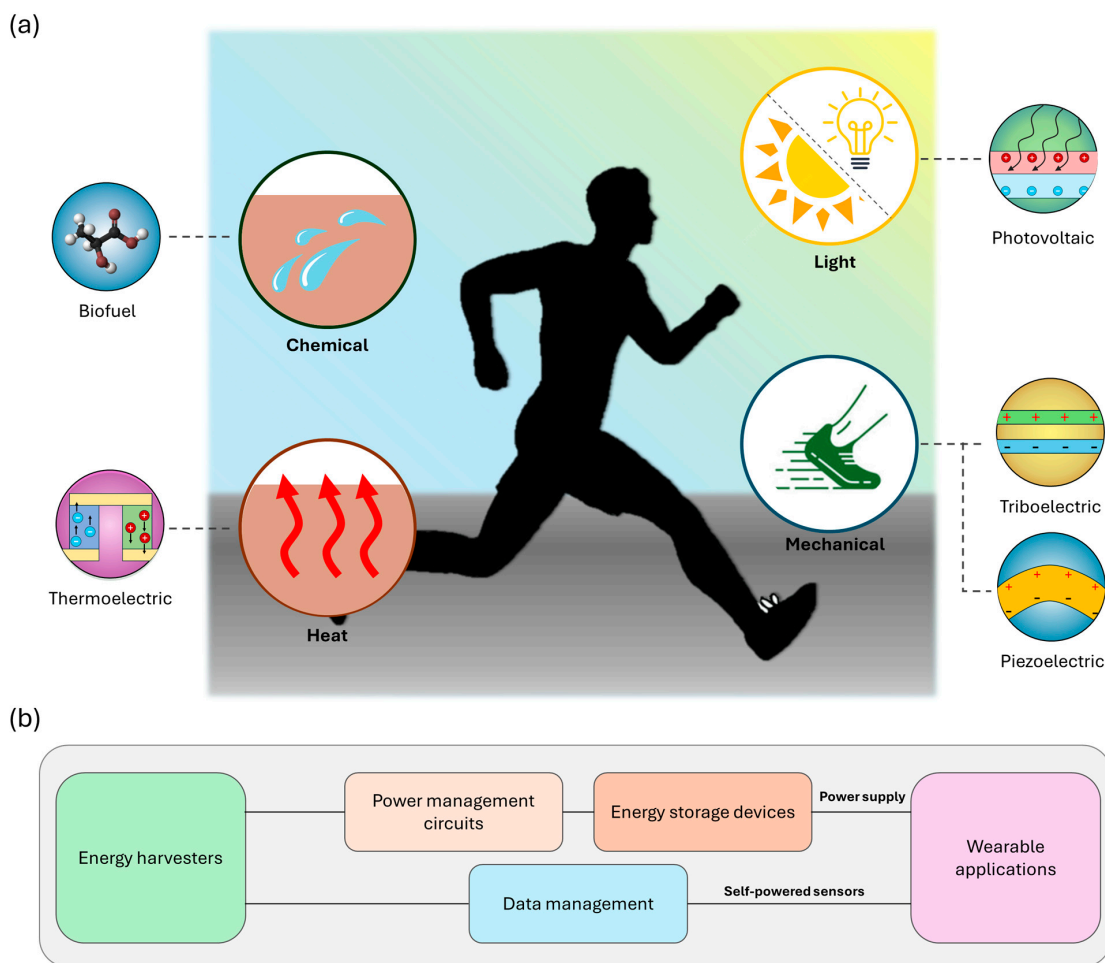 (a)
Biofuel
Chemical
Light
Photovoltaic
Thermoelectric
Heat
Mechanical
Triboelectric
Piezoelectric
(b)
Energy harvesters
Power management
circuits
Energy storage devices
Power supply
Wearable
applications
Data management
Self-powered sensors